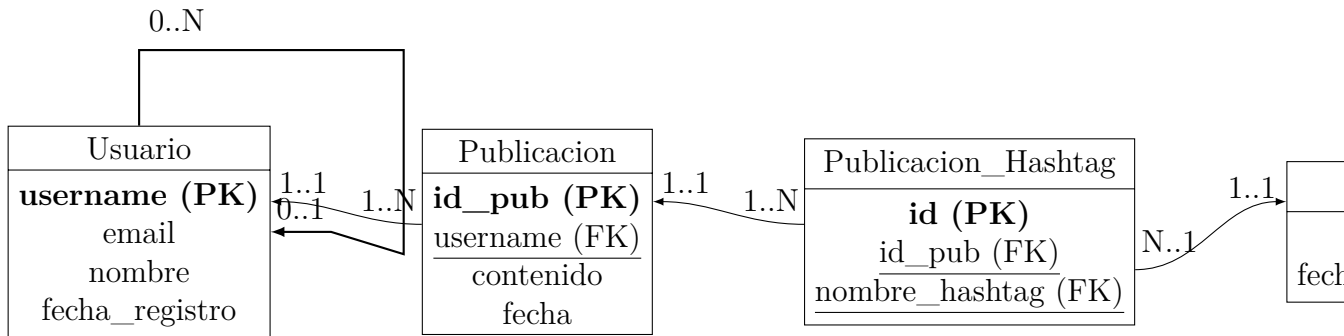 0..N
Usuario
username (PK)
email
nombre
fecha_registro
1..1
0..1
1..N
Publicacion
id_pub (PK)
username (FK)
contenido
fecha
1..1
1..N
Publicacion_Hashtag
id (PK)
id_pub (FK)
nombre_hashtag (FK)
N..1
1..1